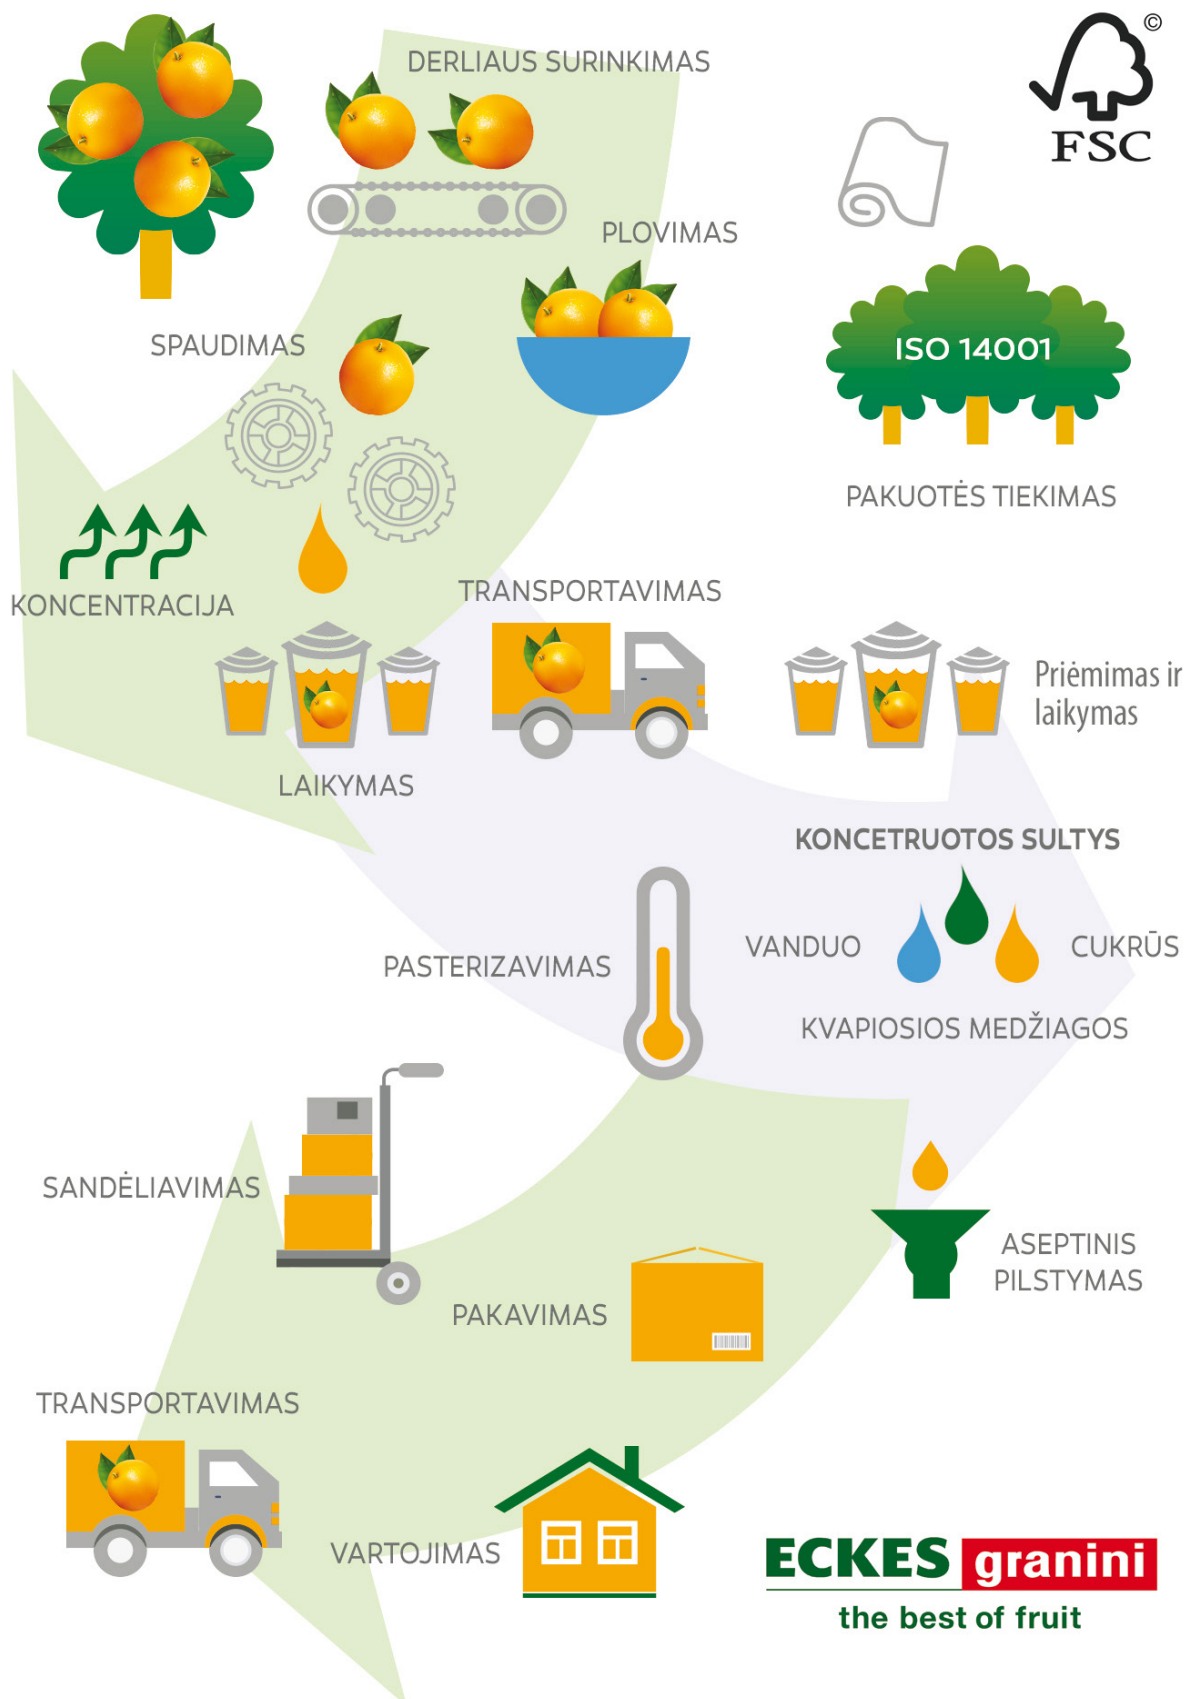 DERLIAUS SURINKIMAS
©
FSC
PLOVIMAS
SPAUDIMAS
ISO 14001
PAKUOTĖS TIEKIMAS
KONCENTRACIJA
TRANSPORTAVIMAS
Priėmimas ir
laikymas
LAIKYMAS
KONCETRUOTOS SULTYS
VANDUO
CUKRŪS
PASTERIZAVIMAS
KVAPIOSIOS MEDŽIAGOS
SANDĖLIAVIMAS
ASEPTINIS
PILSTYMAS
PAKAVIMAS
TRANSPORTAVIMAS
VARTOJIMAS
ECKES granini
the best of fruit